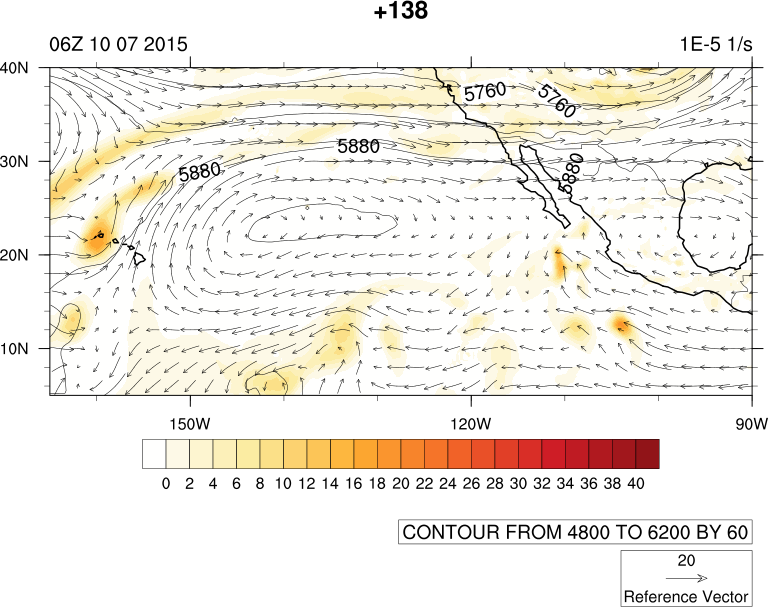 +138
06Z 10 07 2015 1E-5 1/s
40N
5760 5760
30N 5880 5880 5880
20N
10N
150W 120W 90W
0 2 4 6 8 10 12 14 16 18 20 22 24 26 28 30 32 34 36 38 40
CONTOUR FROM 4800 TO 6200 BY 60
20
Reference Vector